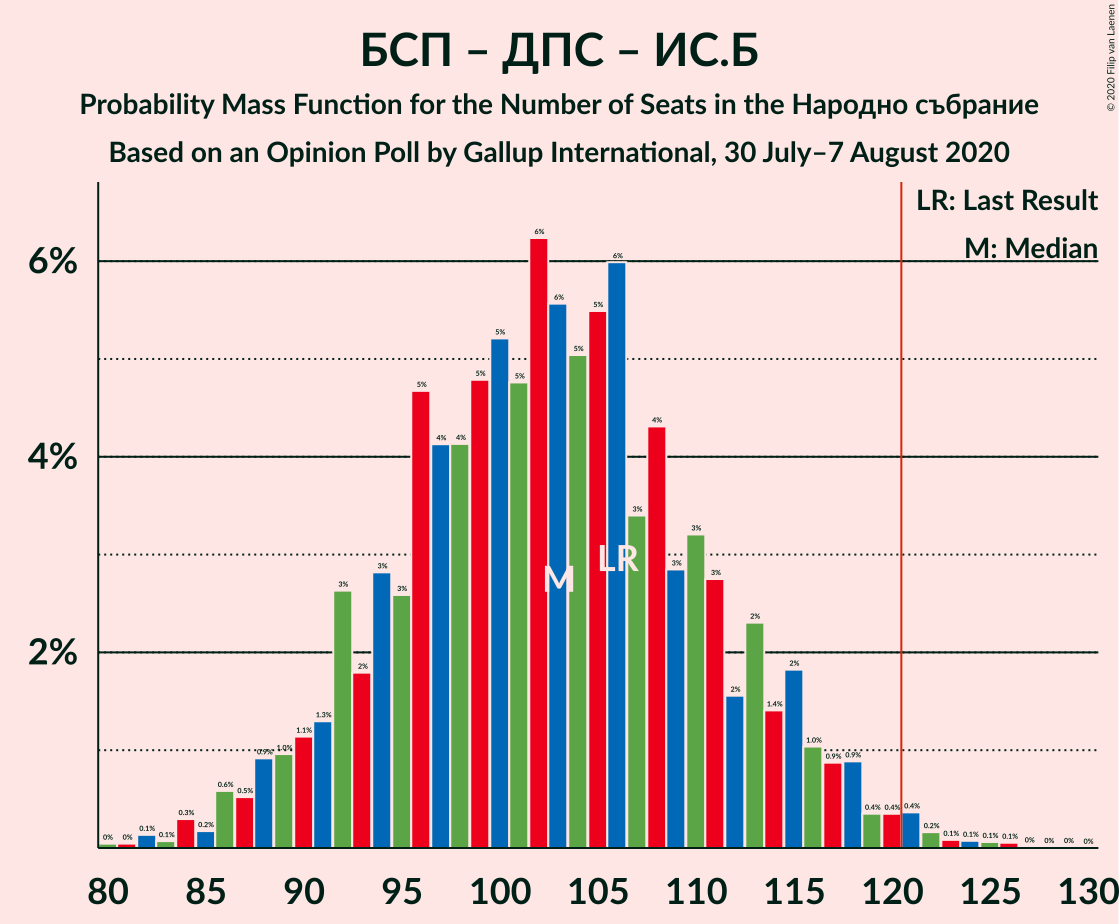 БСП – ДПС – ИС.Б
Probability Mass Function for the Number of Seats in the Народно събрание
Based on an Opinion Poll by Gallup International, 30 July–7 August 2020
© 2020 Filip van Laenen
LR: Last Result
M: Median
6%
4%
2%
0% 0% 0.1% 0.1% 0.3% 0.2% 0.6% 0.5% 0.9% 1.0% 1.1% 1.3% 3% 2% 3% 3% 5% 4% 4% 5% 5% 5% 6% 6% 5% 5% 6% 3% 4% 3% 3% 3% 2% 2% 1.4% 2% 1.0% 0.9% 0.9% 0.4% 0.4% 0.4% 0.2% 0.1% 0.1% 0.1% 0.1% 0% 0% 0% 0%
M
LR
80 85 90 95 100 105 110 115 120 125 130